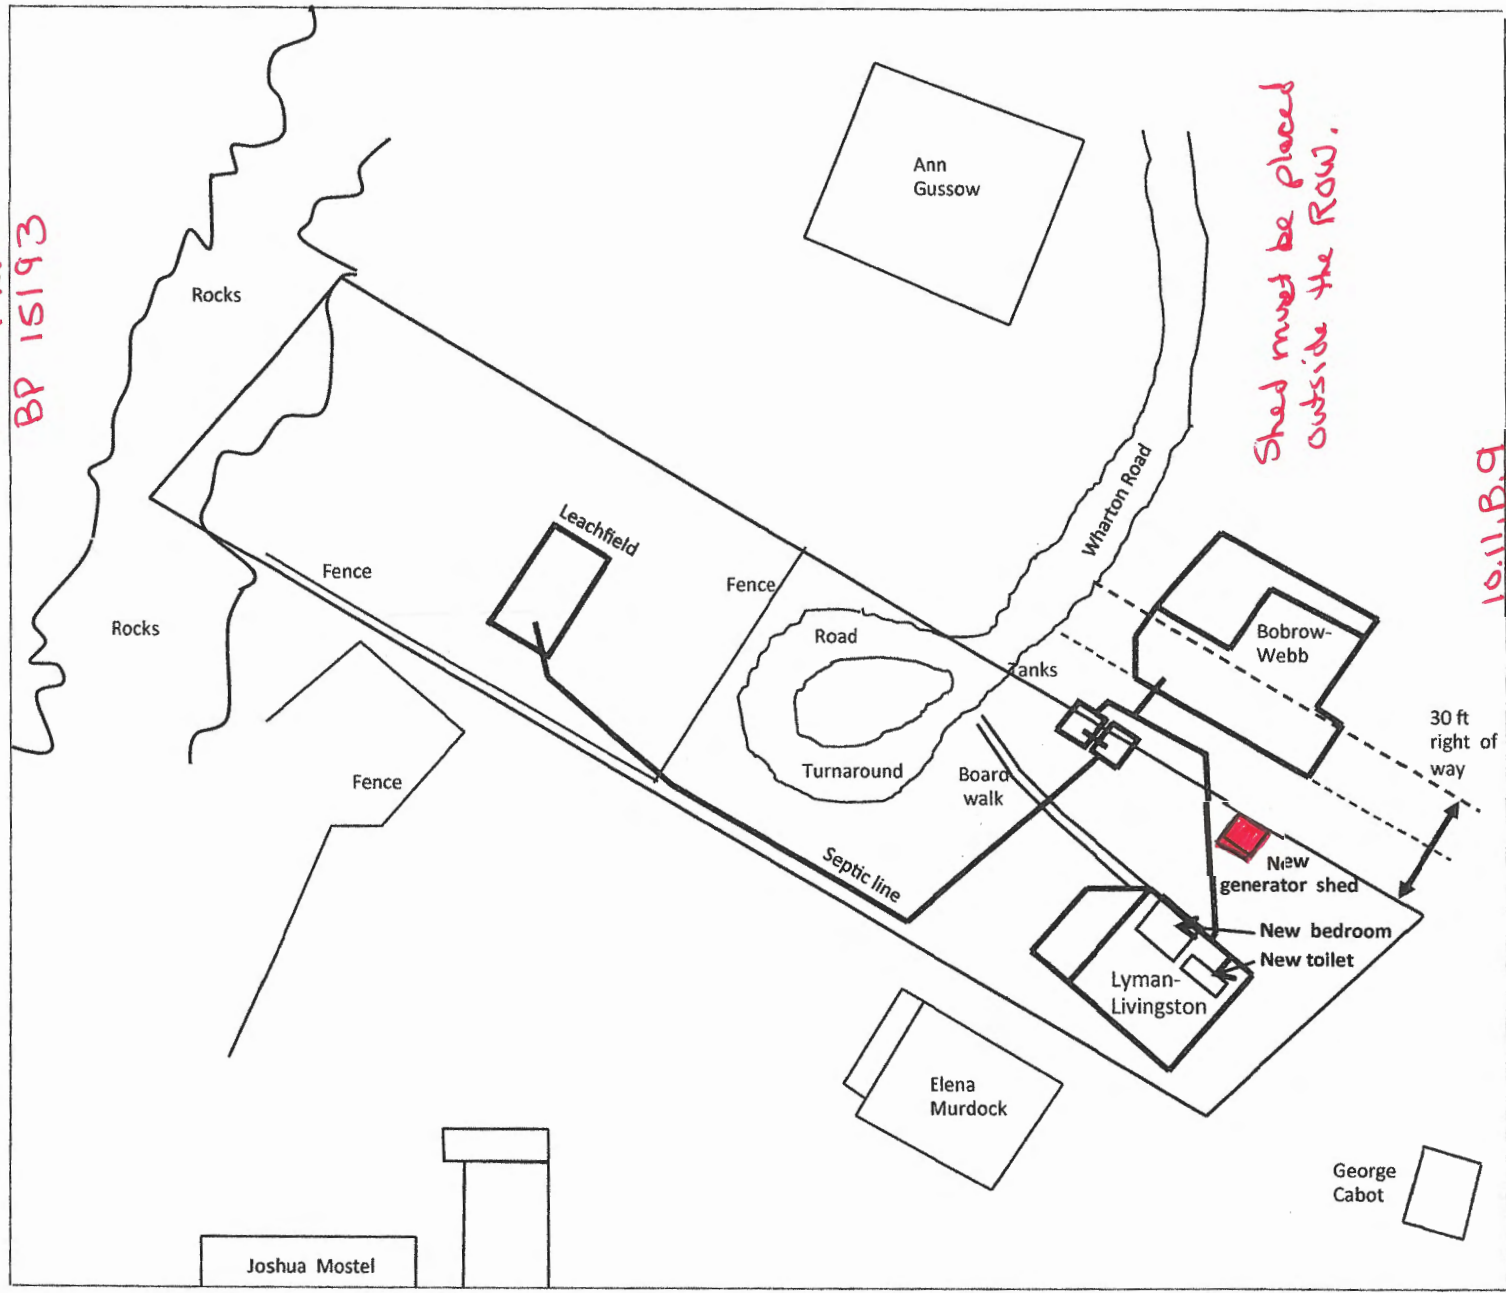 BP 15193
Shed must be placed
outside the ROW.
10.11.B.9
Ann
Gussow
Rocks
Wharton Road
Leachfield
Fence
Fence
Rocks
Road
Bobrow-
Webb
Tanks
30 ft
right of
way
Turnaround
Board
walk
Fence
Septic line
New
generator shed
New bedroom
New toilet
Lyman-
Livingston
Elena
Murdock
George
Cabot
Joshua Mostel